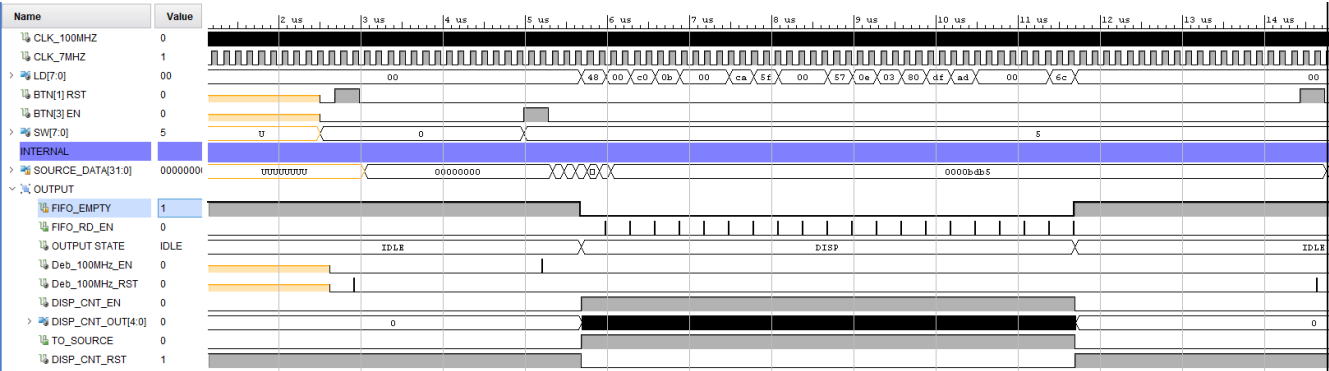 Name Value 2 us 3 us 4 us 5 us 6 us 7 us 8 us 9 us 10 us 11 us 12 us 13 us 14 us
CLK_100MHZ 0
CLK_7MHZ 1
LD[7:0] 00 00 48 00 c0 0b 00 ca 5f 00 57 0e 03 80 df ad 00 6c 00
BTN[1] RST 0
BTN[3] EN 0
SW[7:0] 5 U 0 5
INTERNAL
SOURCE_DATA[31:0] 00000000 UUUUUUUU 00000000 0000bdb5
OUTPUT
FIFO_EMPTY 1
FIFO_RD_EN 0
OUTPUT STATE IDLE IDLE DISP IDLE
Deb_100MHz_EN 0
Deb_100MHz_RST 0
DISP_CNT_EN 0
DISP_CNT_OUT[4:0] 0 0 0
TO_SOURCE 0
DISP_CNT_RST 1